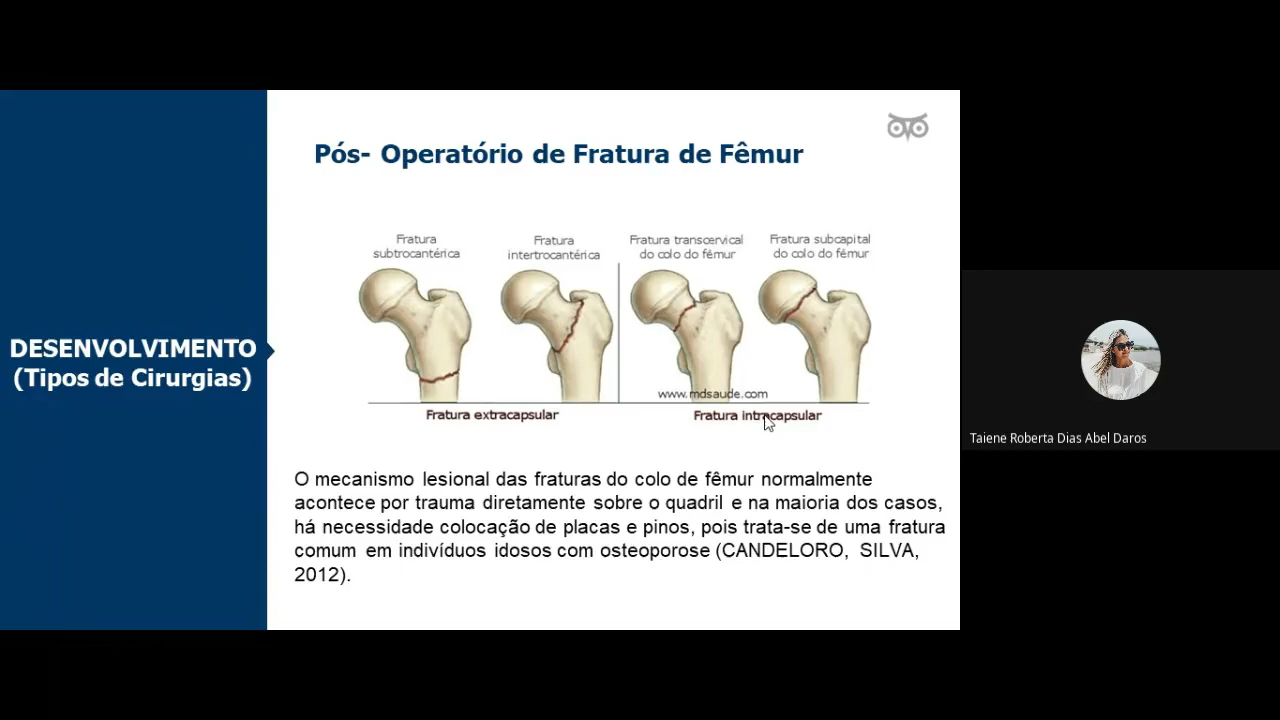 Pós- Operatório de Fratura de Fêmur
Fratura
subtrocantérica
Fratura
intertrocantérica
Fratura transcervical
do colo do fêmur
Fratura subcapital
do colo do fêmur
DESENVOLVIMENTO
(Tipos de Cirurgias)
www.mdsaude.com
Fratura extracapsular
Fratura intracapsular
Taiene Roberta Dias Abel Daros
O mecanismo lesional das fraturas do colo de fêmur normalmente
acontece por trauma diretamente sobre o quadril e na maioria dos casos,
há necessidade colocação de placas e pinos, pois trata-se de uma fratura
comum em indivíduos idosos com osteoporose (CANDELORO, SILVA,
2012).